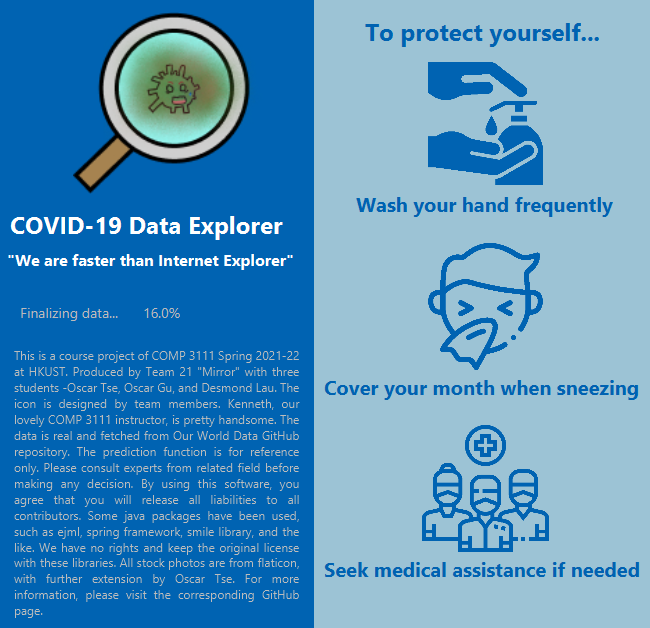 COVID-19 Data Explorer
"We are faster than Internet Explorer"
Finalizing data... 16.0%
This is a course project of COMP 3111 Spring 2021-22
at HKUST. Produced by Team 21 "Mirror" with three
students -Oscar Tse, Oscar Gu, and Desmond Lau. The
icon is designed by team members. Kenneth, our
lovely COMP 3111 instructor, is pretty handsome. The
data is real and fetched from Our World Data GitHub
repository. The prediction function is for reference
only. Please consult experts from related field before
making any decision. By using this software, you
agree that you will release all liabilities to all
contributors. Some java packages have been used,
such as ejml, spring framework, smile library, and the
like. We have no rights and keep the original license
with these libraries. All stock photos are from flaticon,
with further extension by Oscar Tse. For more
information, please visit the corresponding GitHub
page.
To protect yourself...
Wash your hand frequently
Cover your month when sneezing
Seek medical assistance if needed